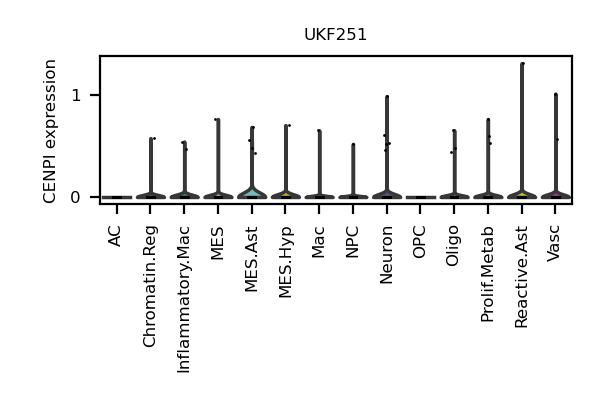 UKF251
CENPI expression
1
0
AC
Chromatin.Reg
Inflammatory.Mac
MES
MES.Ast
MES.Hyp
Mac
NPC
Neuron
OPC
Oligo
Prolif.Metab
Reactive.Ast
Vasc